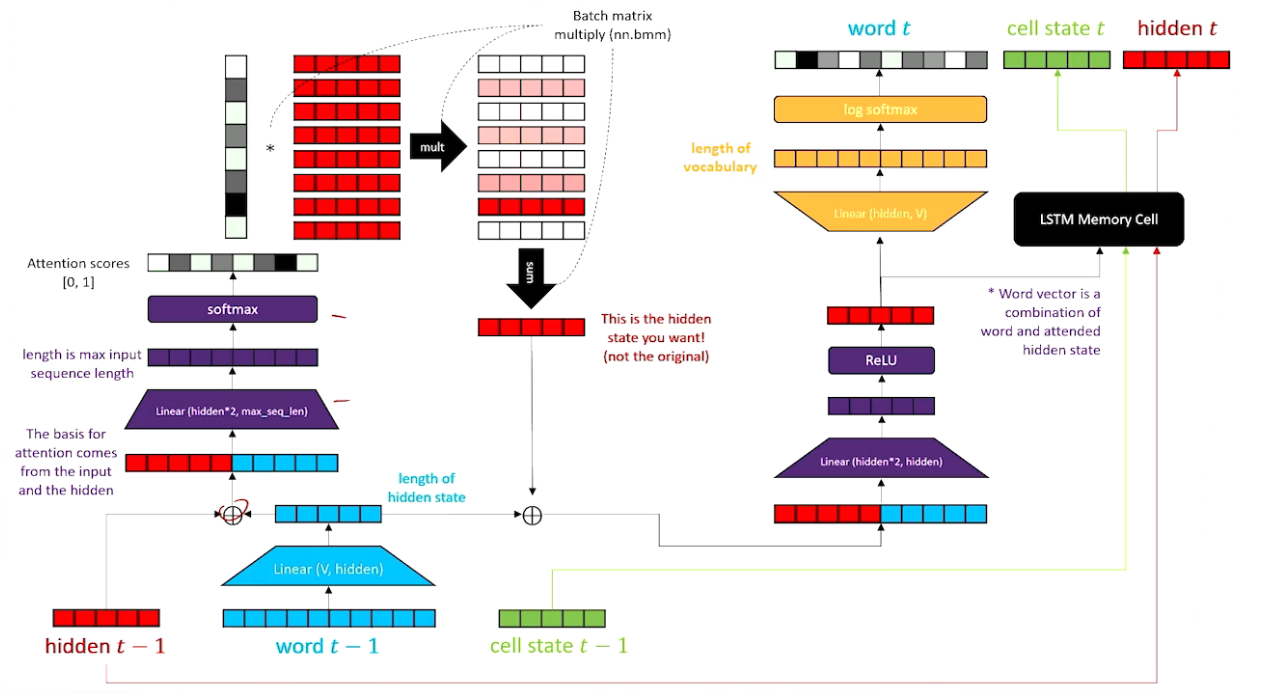 Batch matrix
multiply (nn.bmm)
word t
cell state t
hidden t
*
mult
log softmax
length of
vocabulary
Linear (hidden, V)
LSTM Memory Cell
Attention scores
[0, 1]
sum
softmax
This is the hidden
state you want!
(not the original)
* Word vector is a
combination of
word and attended
hidden state
length is max input
sequence length
ReLU
Linear (hidden*2, max_seq_len)
The basis for
attention comes
from the input
and the hidden
Linear (hidden*2, hidden)
length of
hidden state
Linear (V, hidden)
hidden t − 1
word t − 1
cell state t − 1